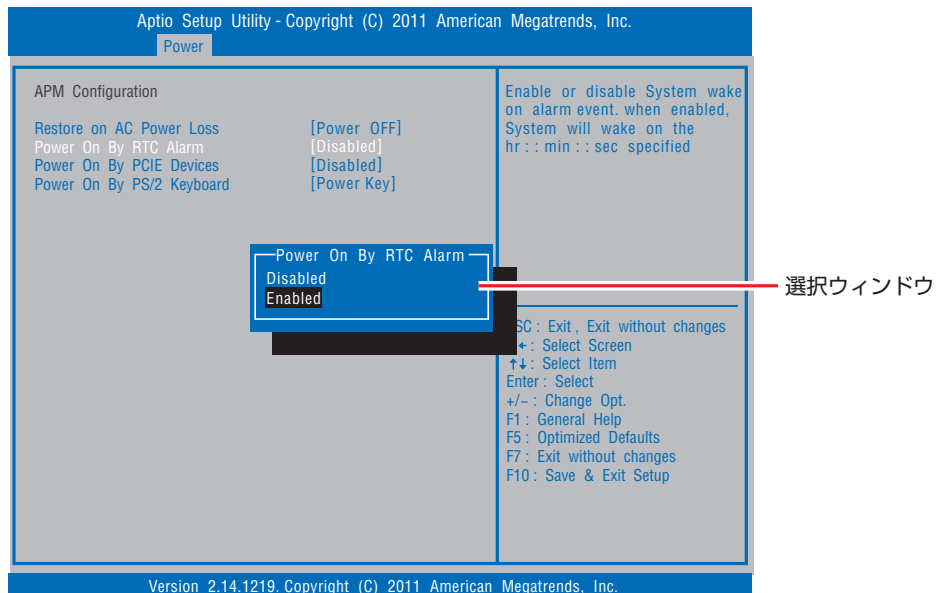 Aptio Setup Utility - Copyright (C) 2011 American Megatrends, Inc.
Power
APM Configuration
Restore on AC Power Loss [Power OFF]
Power On By RTC Alarm [Disabled]
Power On By PCIE Devices [Disabled]
Power On By PS/2 Keyboard [Power Key]
Enable or disable System wake
on alarm event. when enabled,
System will wake on the
hr : : min : : sec specified
Power On By RTC Alarm
Disabled
Enabled
選択ウィンドウ
SC : Exit , Exit without changes
←: Select Screen
↑↓: Select Item
Enter : Select
+/− : Change Opt.
F1 : General Help
F5 : Optimized Defaults
F7 : Exit without changes
F10 : Save & Exit Setup
Version 2.14.1219. Copyright (C) 2011 American Megatrends, Inc.